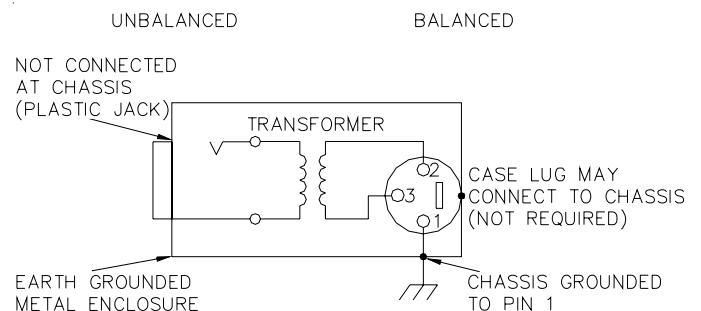 UNBALANCED
BALANCED
NOT CONNECTED
AT CHASSIS
(PLASTIC JACK)
TRANSFORMER
2
3
1
CASE LUG MAY
CONNECT TO CHASSIS
(NOT REQUIRED)
EARTH GROUNDED
METAL ENCLOSURE
CHASSIS GROUNDED
TO PIN 1